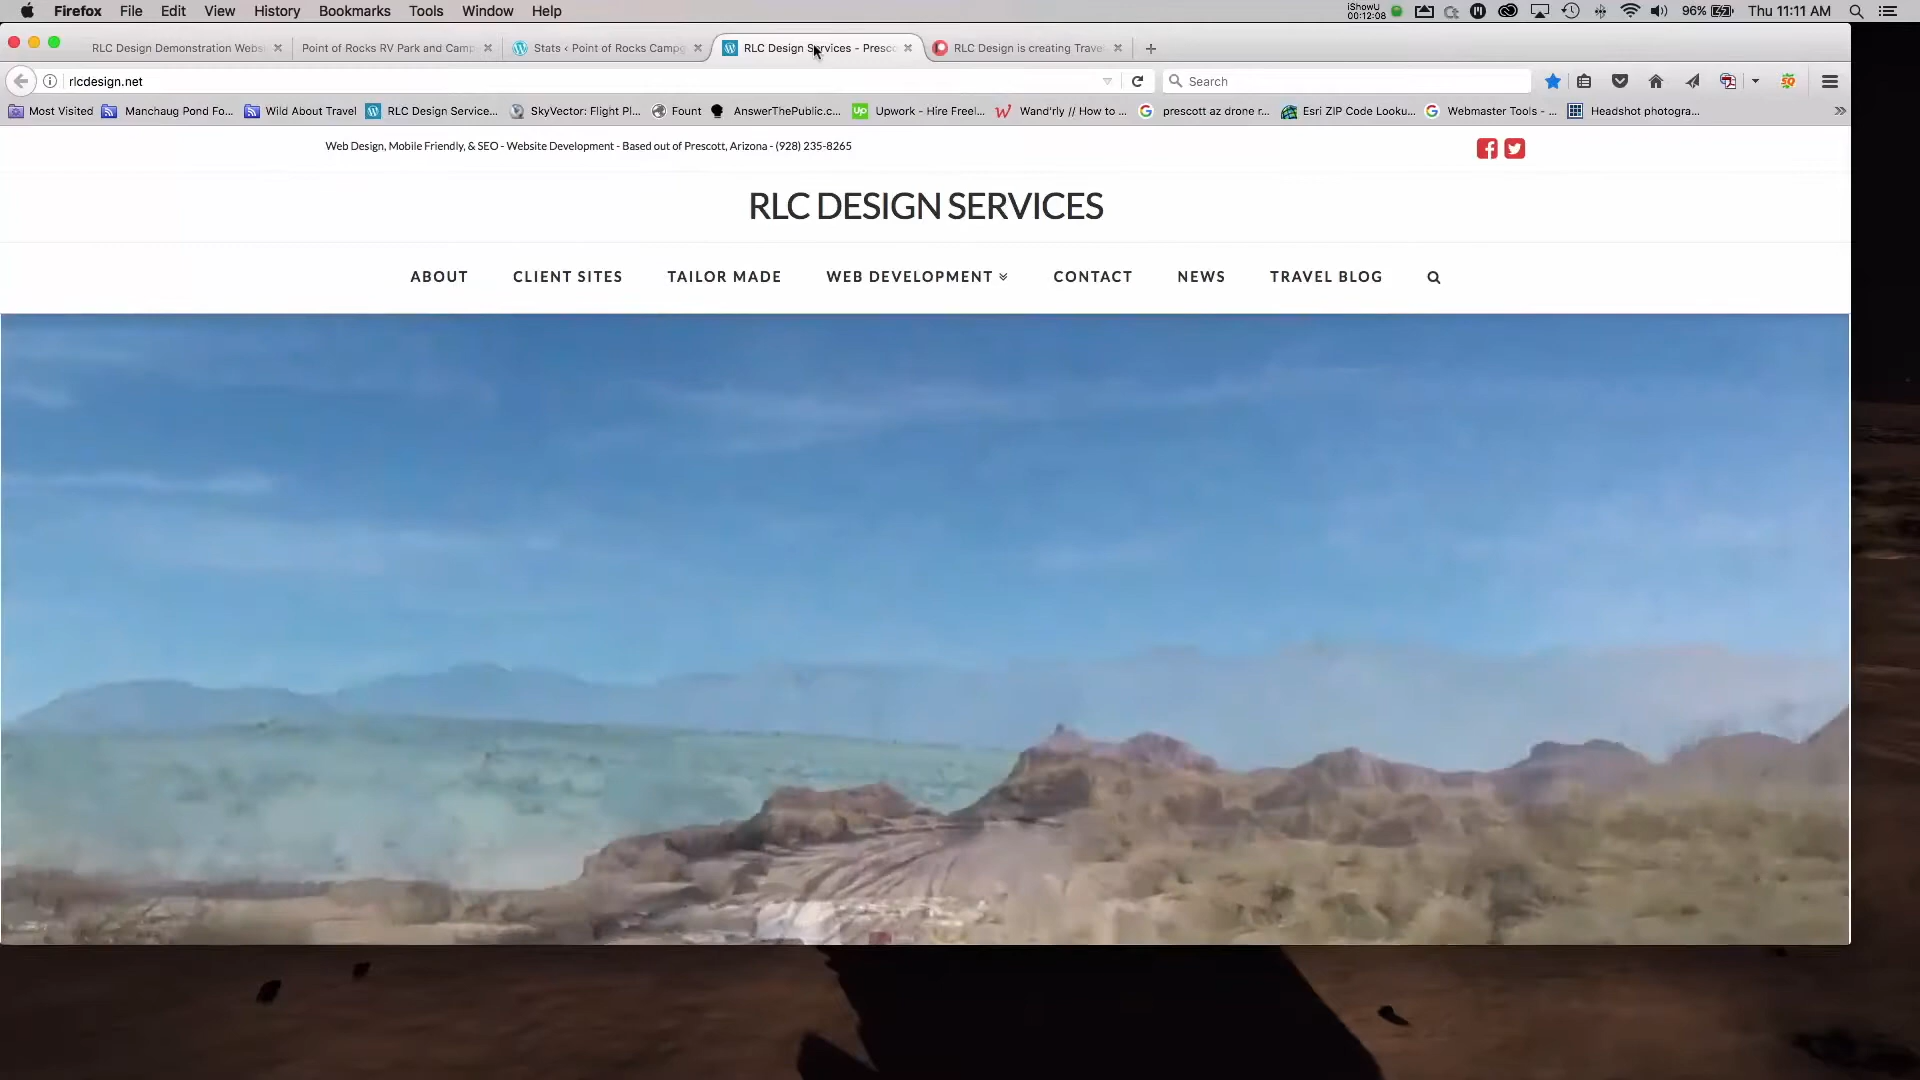 Firefox File Edit View History Bookmarks Tools Window Help iShowU 00:12:08 96% Thu 11:11 AM
RLC Design Demonstration Webs Point of Rocks RV Park and Camp Stats ‹ Point of Rocks Campg RLC Design Services - Presco RLC Design is creating Trave
rlcdesign.net Search
Most Visited Manchaug Pond Fo... Wild About Travel RLC Design Service... SkyVector: Flight Pl... Fount AnswerThePublic.c... Up Upwork - Hire Freel... Wand'rly // How to ... prescott az drone r... Esri ZIP Code Looku... Webmaster Tools - ... Headshot photogra...
Web Design, Mobile Friendly, & SEO - Website Development - Based out of Prescott, Arizona - (928) 235-8265
RLC DESIGN SERVICES
ABOUT CLIENT SITES TAILOR MADE WEB DEVELOPMENT CONTACT NEWS TRAVEL BLOG